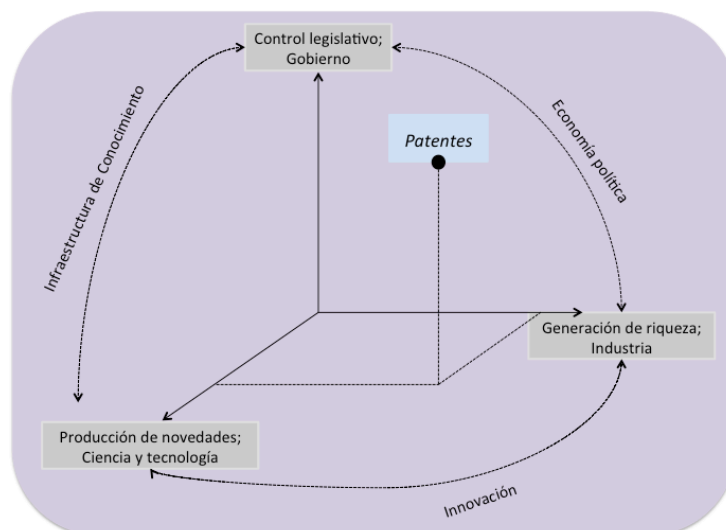 Control legislativo;
Gobierno
Patentes
Infraestructura de Conocimiento
Economía política
Generación de riqueza;
Industria
Producción de novedades;
Ciencia y tecnología
Innovación